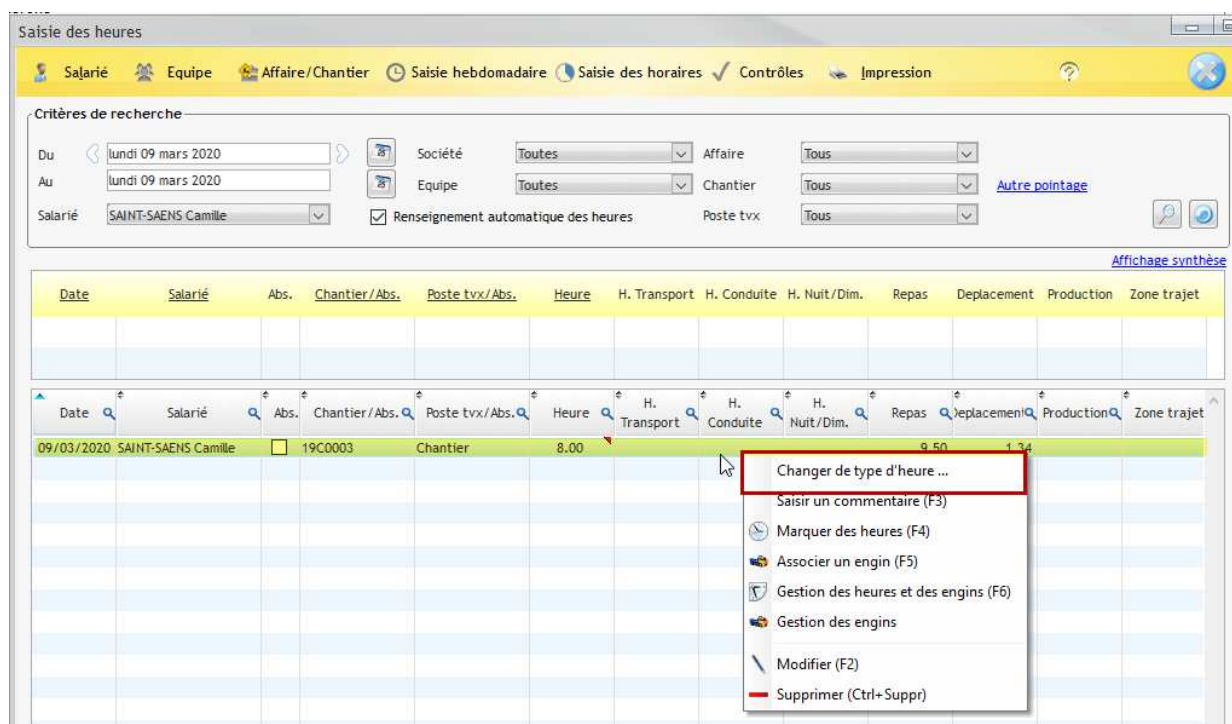 Saisie des heures
Salarié Equipe Affaire/Chantier Saisie hebdomadaire Saisie des horaires Contrôles Impression
Critères de recherche
Du lundi 09 mars 2020 Société Toutes Affaire Tous
Au lundi 09 mars 2020 Equipe Toutes Chantier Tous Autre pointage
Salarié SAINT-SAENS Camille Renseignement automatique des heures Poste tvx Tous
Affichage synthèse
Date Salarié Abs. Chantier/Abs. Poste tvx/Abs. Heure H. Transport H. Conduite H. Nuit/Dim. Repas Deplacement Production Zone trajet
Date Salarié Abs. Chantier/Abs. Poste tvx/Abs. Heure H. Transport H. Conduite H. Nuit/Dim. Repas Deplacement Production Zone trajet
09/03/2020 SAINT-SAENS Camille 19C0003 Chantier 8.00 9.50 1.34
Changer de type d'heure ...
Saisir un commentaire (F3)
Marquer des heures (F4)
Associer un engin (F5)
Gestion des heures et des engins (F6)
Gestion des engins
Modifier (F2)
Supprimer (Ctrl+Suppr)